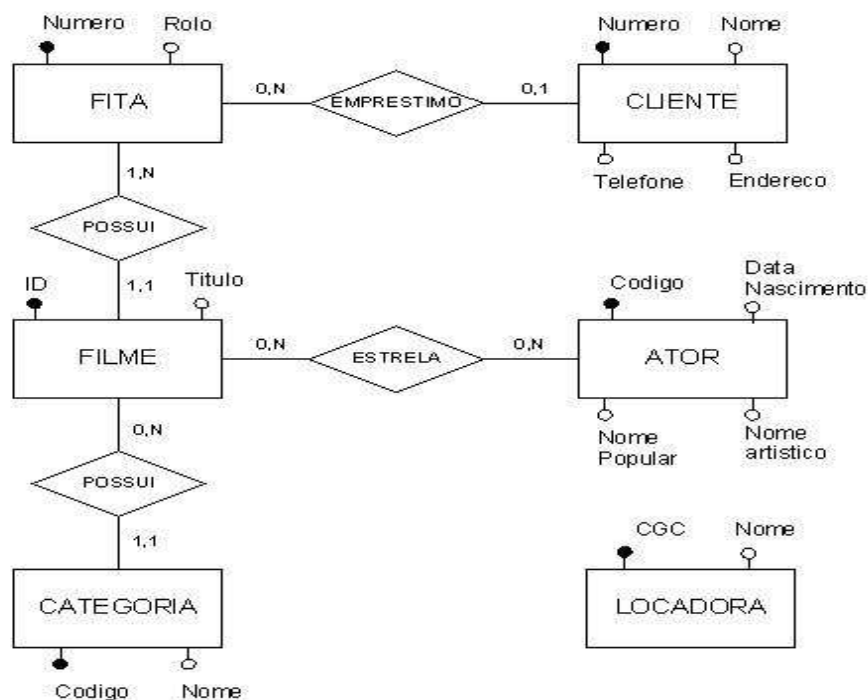 Numero Rolo
Numero Nome
FITA
0,N
EMPRESTIMO
0,1
CLIENTE
Telefone Endereco
1,N
POSSUI
1,1
ID Titulo
Codigo
Data
Nascimento
FILME
0,N
ESTRELA
0,N
ATOR
Nome
Popular
Nome
artistico
0,N
POSSUI
1,1
CGC Nome
CATEGORIA
LOCADORA
Codigo Nome